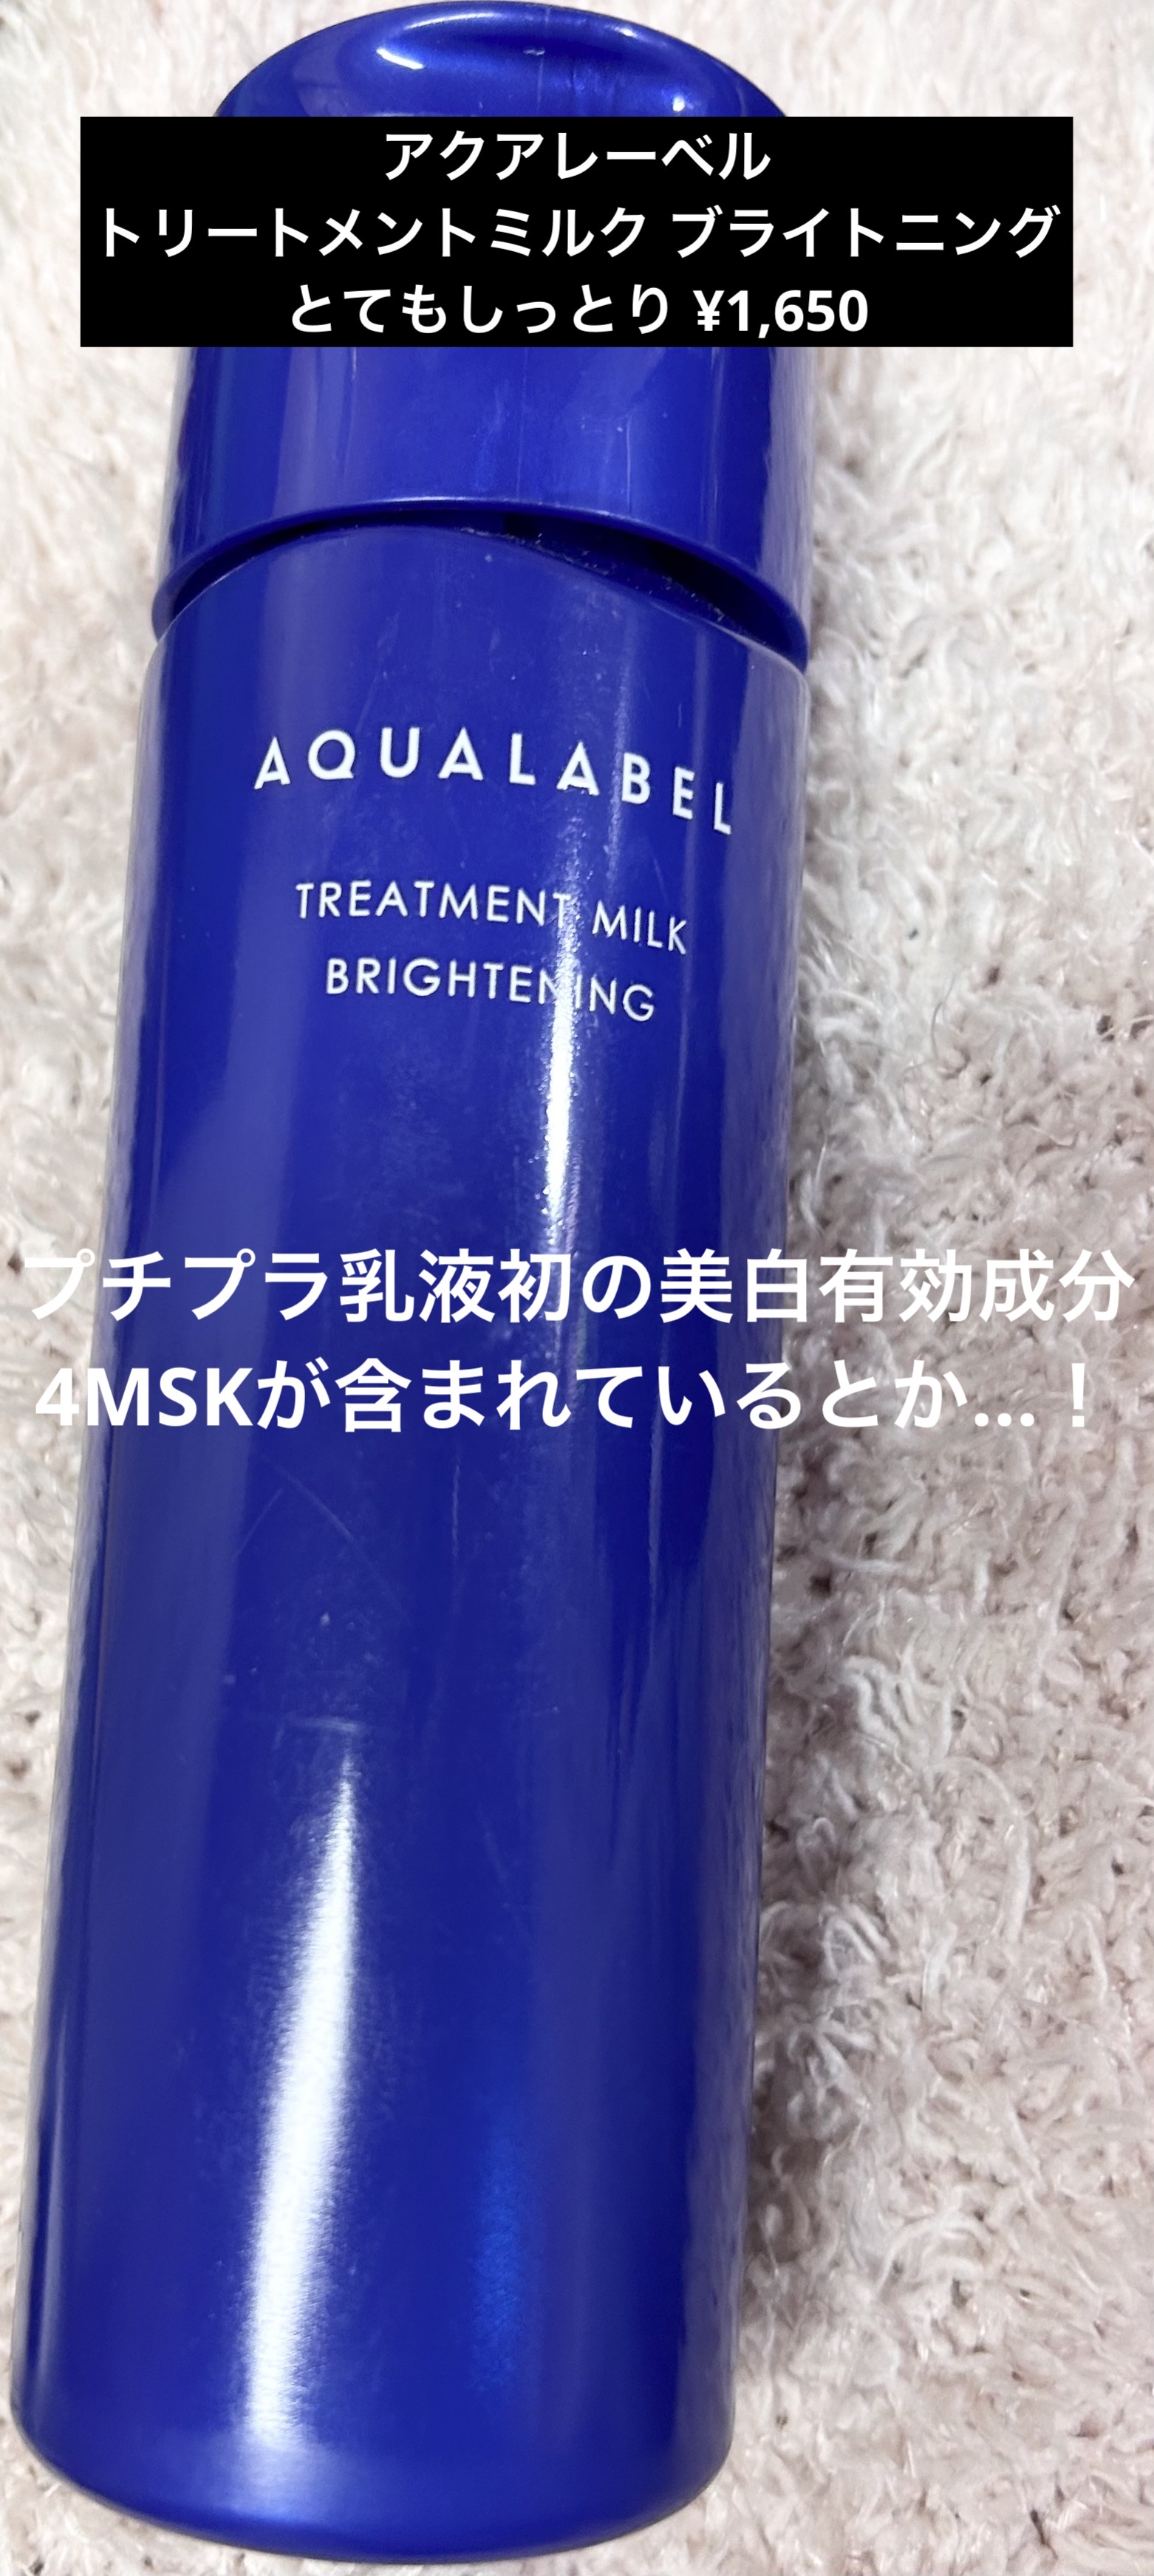 アクアレーベル
トリートメントミルク ブライトニング
とてもしっとり ¥1,650
AQUALABEL
TREATMENT MILK
BRIGHTENING
プチプラ乳液初の美白有効成分
4MSKが含まれているとか…！